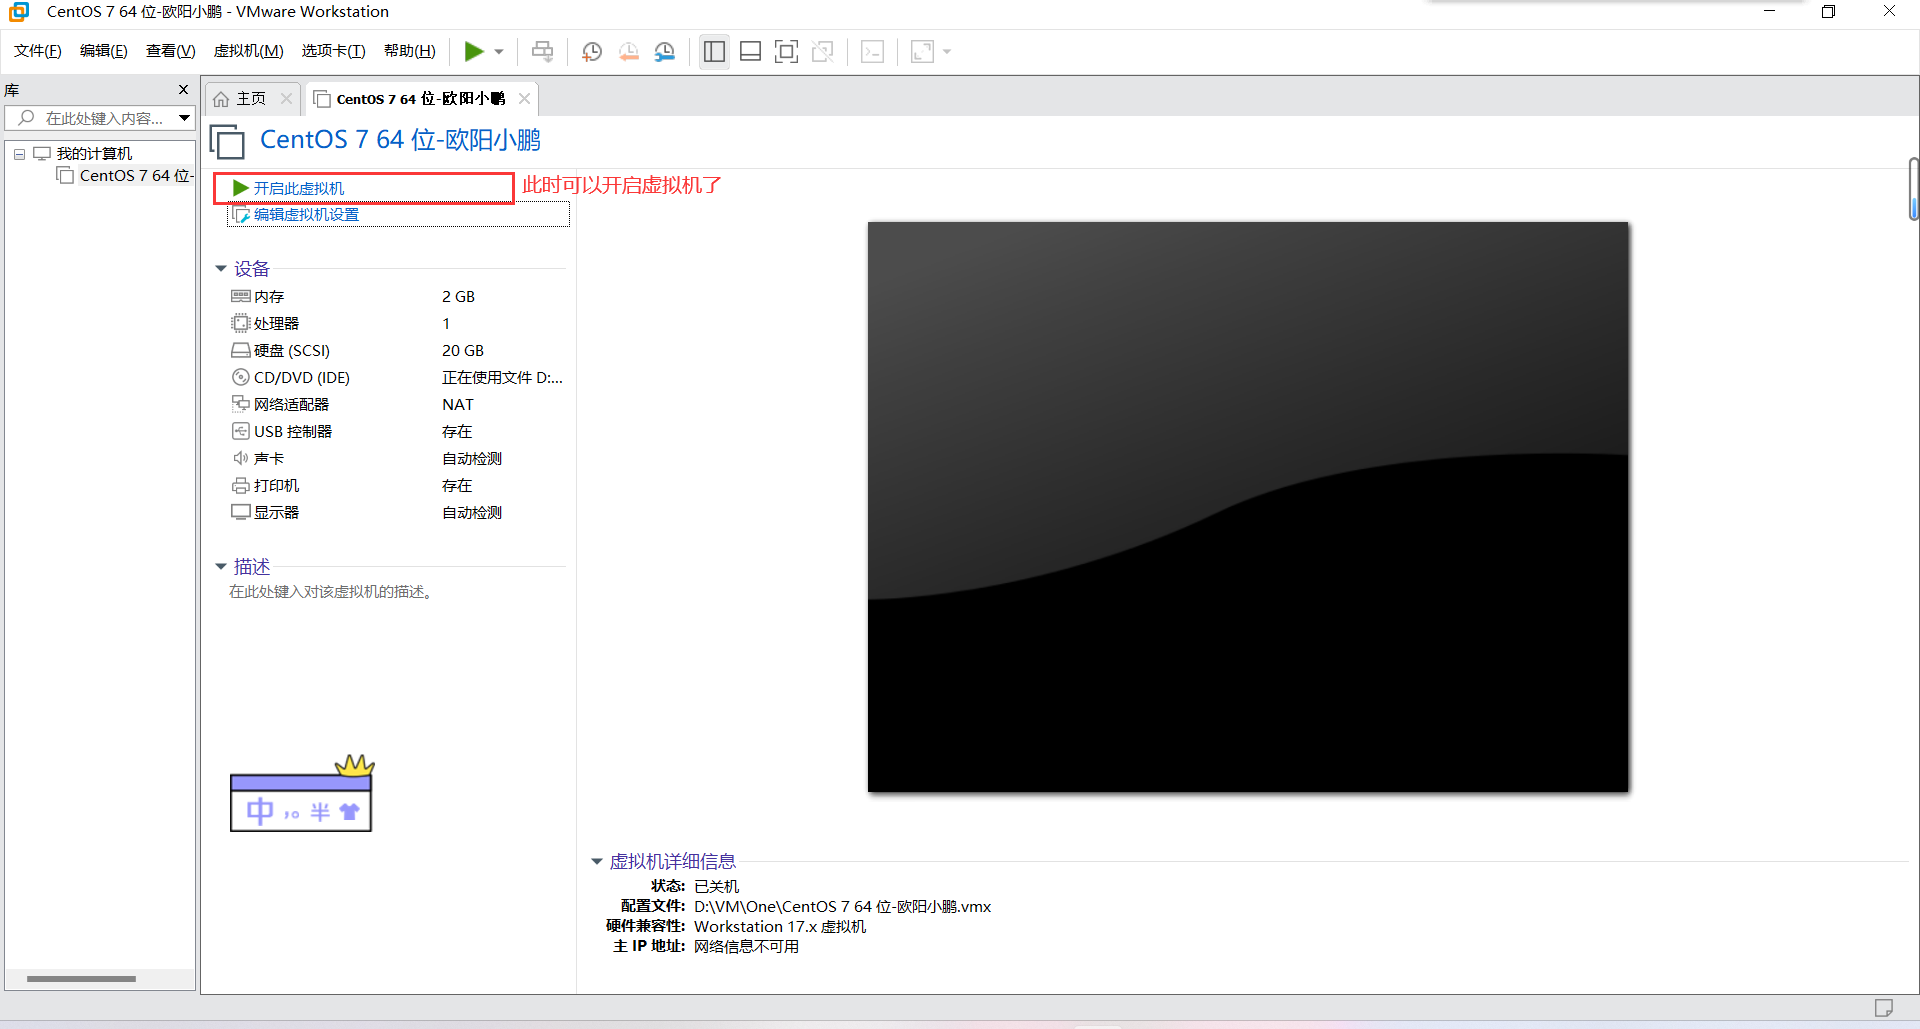 CentOS 7 64 位-欧阳小鹏 - VMware Workstation
文件(F) 编辑(E) 查看(V) 虚拟机(M) 选项卡(T) 帮助(H)
库
在此处键入内容...
我的计算机
CentOS 7 64 位-
主页
CentOS 7 64 位-欧阳小鹏
CentOS 7 64 位-欧阳小鹏
开启此虚拟机
此时可以开启虚拟机了
编辑虚拟机设置
设备
内存 2 GB
处理器 1
硬盘 (SCSI) 20 GB
CD/DVD (IDE) 正在使用文件 D:...
网络适配器 NAT
USB 控制器 存在
声卡 自动检测
打印机 存在
显示器 自动检测
描述
在此处键入对该虚拟机的描述。
中 ,。 半
虚拟机详细信息
状态: 已关机
配置文件: D:\VM\One\CentOS 7 64 位-欧阳小鹏.vmx
硬件兼容性: Workstation 17.x 虚拟机
主 IP 地址: 网络信息不可用